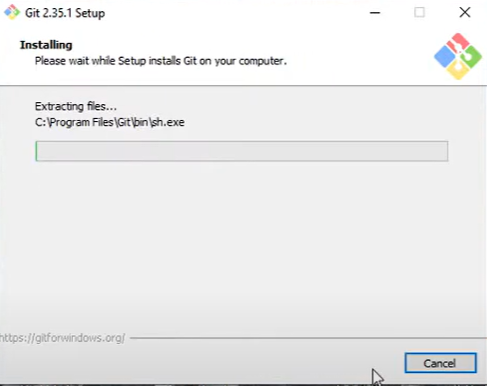 Git 2.35.1 Setup
Installing
Please wait while Setup installs Git on your computer.
Extracting files...
C:\Program Files\Git\bin\sh.exe
https://gitforwindows.org/
Cancel